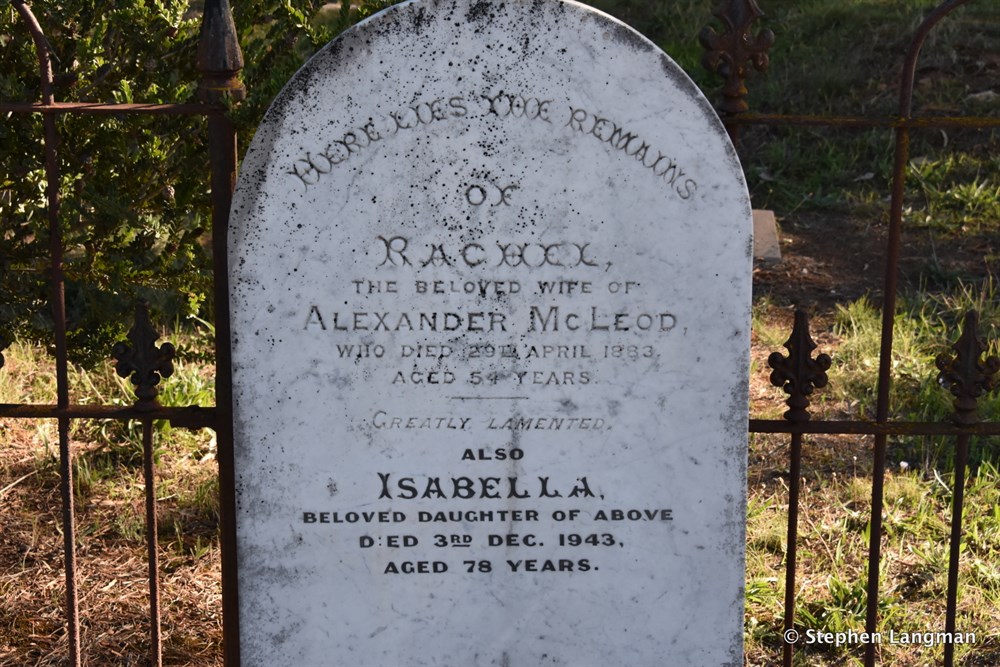 Here lies the remains
of
Rachel,
the beloved wife of
Alexander McLeod,
who died 29th April 1883,
aged 54 years.
Greatly lamented.
ALSO
ISABELLA,
BELOVED DAUGHTER OF ABOVE
DIED 3RD DEC. 1943,
AGED 78 YEARS.
© Stephen Langman